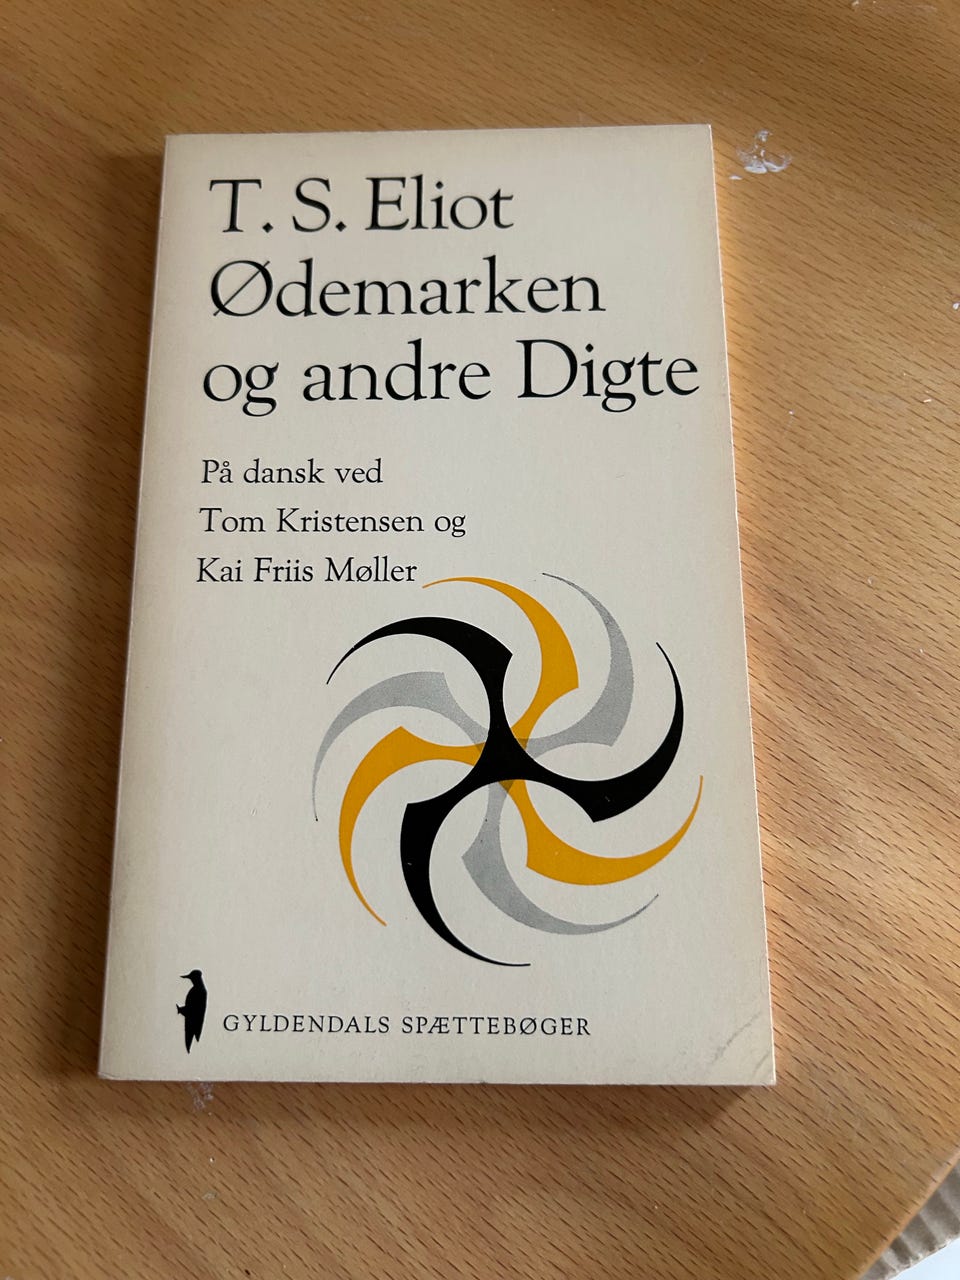 T. S. Eliot
Ødemarken
og andre Digte
På dansk ved
Tom Kristensen og
Kai Friis Møller
GYLDENDALS SPÆTTEBØGER